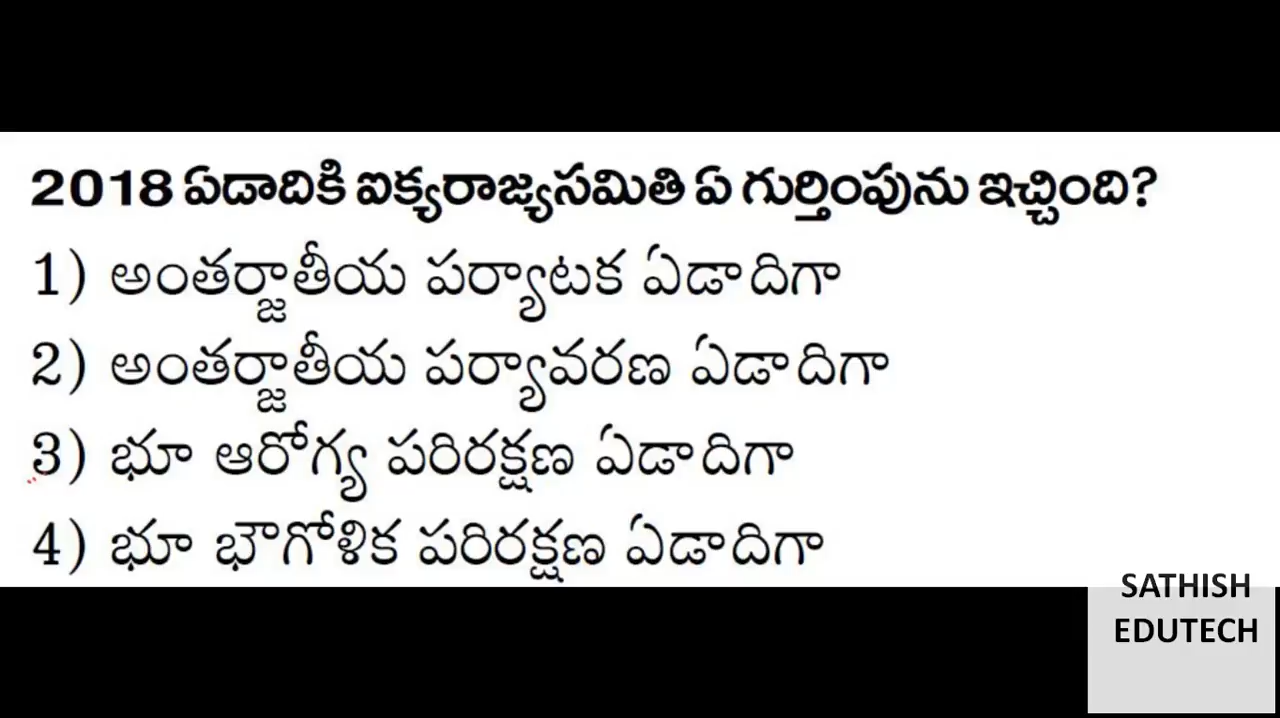 2018 ఏడాదికి ఐక్యరాజ్యసమితి ఏ గుర్తింపును ఇచ్చింది?
1) అంతర్జాతీయ పర్యాటక ఏడాదిగా
2) అంతర్జాతీయ పర్యావరణ ఏడాదిగా
3) భూ ఆరోగ్య పరిరక్షణ ఏడాదిగా
4) భూ భౌగోళిక పరిరక్షణ ఏడాదిగా
SATHISH
EDUTECH